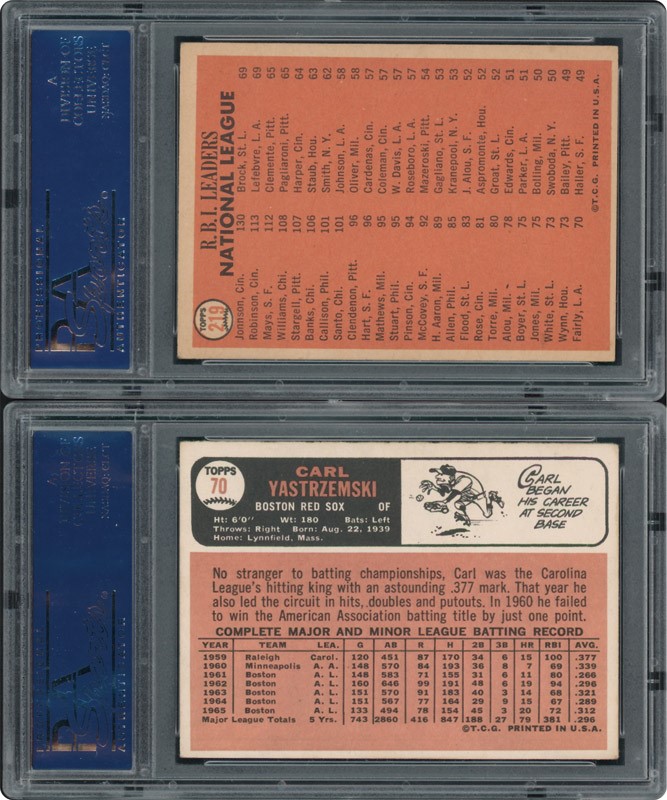 A
DIVISION OF
COLLECTORS
UNIVERSE
NASDAQ: CLCT
PROFESSIONAL
PSA
AUTHENTICATION
TOPPS
219
R.B.I. LEADERS
NATIONAL LEAGUE
Johnson, Cin. 130 Brock, St. L. 69
Robinson, Cin. 113 Lefebvre, L. A. 69
Mays, S. F. 112 Clemente, Pitt. 65
Williams, Chi. 108 Pagliaroni, Pitt. 65
Stargell, Pitt. 107 Harper, Cin. 64
Banks, Chi. 106 Staub, Hou. 63
Callison, Phil. 101 Smith, N. Y. 62
Santo, Chi. 101 Johnson, L. A. 58
Clendenon, Pitt. 96 Oliver, Mil. 58
Hart, S. F. 96 Cardenas, Cin. 57
Mathews, Mil. 95 Coleman, Cin. 57
Stuart, Phil. 95 W. Davis, L. A. 57
Pinson, Cin. 94 Roseboro, L. A. 57
McCovey, S. F. 92 Mazeroski, Pitt. 54
H. Aaron, Mil. 89 Gagliano, St. L. 53
Allen, Phil. 85 Kranepool, N. Y. 53
Flood, St. L. 83 J. Alou, S. F. 52
Rose, Cin. 81 Aspromonte, Hou. 52
Torre, Mil. 80 Groat, St. L. 52
Alou, Mil. 78 Edwards, Cin. 51
Boyer, St. L. 75 Parker, L. A. 51
Jones, Mil. 75 Bolling, Mil. 50
White, St. L. 73 Swoboda, N. Y. 50
Wynn, Hou. 73 Bailey, Pitt. 49
Fairly, L. A. 70 Haller, S. F. 49
©T.C.G. PRINTED IN U.S.A.
TOPPS
70
CARL
YASTRZEMSKI
BOSTON RED SOX OF
Ht: 6'0" Wt: 180 Bats: Left
Throws: Right Born: Aug. 22, 1939
Home: Lynnfield, Mass.
CARL
BEGAN
HIS CAREER
AT SECOND
BASE
No stranger to batting championships, Carl was the Carolina
League's hitting king with an astounding .377 mark. That year he
also led the circuit in hits, doubles and putouts. In 1960 he failed
to win the American Association batting title by just one point.
COMPLETE MAJOR AND MINOR LEAGUE BATTING RECORD
YEAR TEAM LEA. G AB R H 2B 3B HR RBI AVG.
1959 Raleigh Carol. 120 451 87 170 34 6 15 100 .377
1960 Minneapolis A. A. 148 570 84 193 36 8 7 69 .339
1961 Boston A. L. 148 583 71 155 31 6 11 80 .266
1962 Boston A. L. 160 646 99 191 48 6 19 94 .296
1963 Boston A. L. 151 570 91 183 40 3 14 68 .321
1964 Boston A. L. 151 567 77 164 29 9 15 67 .289
1965 Boston A. L. 133 494 78 154 45 3 20 72 .312
Major League Totals 5 Yrs. 743 2860 416 847 188 27 79 381 .296
©T.C.G. PRINTED IN U.S.A.